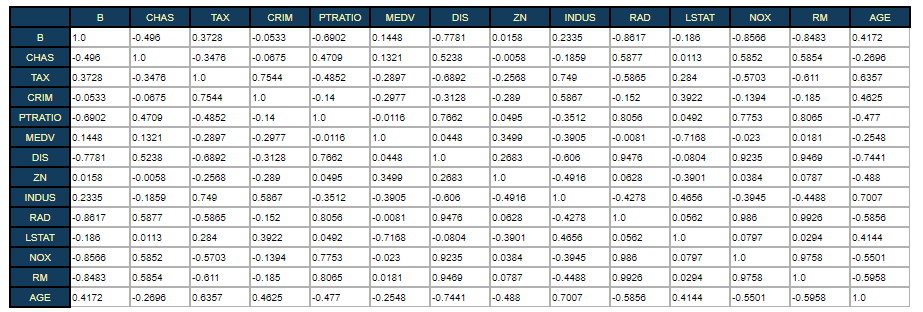 B CHAS TAX CRIM PTRATIO MEDV DIS ZN INDUS RAD LSTAT NOX RM AGE
B 1.0 -0.496 0.3728 -0.0533 -0.6902 0.1448 -0.7781 0.0158 0.2335 -0.8617 -0.186 -0.8566 -0.8483 0.4172
CHAS -0.496 1.0 -0.3476 -0.0675 0.4709 0.1321 0.5238 -0.0058 -0.1859 0.5877 0.0113 0.5852 0.5854 -0.2696
TAX 0.3728 -0.3476 1.0 0.7544 -0.4852 -0.2897 -0.6892 -0.2568 0.749 -0.5865 0.284 -0.5703 -0.611 0.6357
CRIM -0.0533 -0.0675 0.7544 1.0 -0.14 -0.2977 -0.3128 -0.289 0.5867 -0.152 0.3922 -0.1394 -0.185 0.4625
PTRATIO -0.6902 0.4709 -0.4852 -0.14 1.0 -0.0116 0.7662 0.0495 -0.3512 0.8056 0.0492 0.7753 0.8065 -0.477
MEDV 0.1448 0.1321 -0.2897 -0.2977 -0.0116 1.0 0.0448 0.3499 -0.3905 -0.0081 -0.7168 -0.023 0.0181 -0.2548
DIS -0.7781 0.5238 -0.6892 -0.3128 0.7662 0.0448 1.0 0.2683 -0.606 0.9476 -0.0804 0.9235 0.9469 -0.7441
ZN 0.0158 -0.0058 -0.2568 -0.289 0.0495 0.3499 0.2683 1.0 -0.4916 0.0628 -0.3901 0.0384 0.0787 -0.488
INDUS 0.2335 -0.1859 0.749 0.5867 -0.3512 -0.3905 -0.606 -0.4916 1.0 -0.4278 0.4656 -0.3945 -0.4488 0.7007
RAD -0.8617 0.5877 -0.5865 -0.152 0.8056 -0.0081 0.9476 0.0628 -0.4278 1.0 0.0562 0.986 0.9926 -0.5856
LSTAT -0.186 0.0113 0.284 0.3922 0.0492 -0.7168 -0.0804 -0.3901 0.4656 0.0562 1.0 0.0797 0.0294 0.4144
NOX -0.8566 0.5852 -0.5703 -0.1394 0.7753 -0.023 0.9235 0.0384 -0.3945 0.986 0.0797 1.0 0.9758 -0.5501
RM -0.8483 0.5854 -0.611 -0.185 0.8065 0.0181 0.9469 0.0787 -0.4488 0.9926 0.0294 0.9758 1.0 -0.5958
AGE 0.4172 -0.2696 0.6357 0.4625 -0.477 -0.2548 -0.7441 -0.488 0.7007 -0.5856 0.4144 -0.5501 -0.5958 1.0